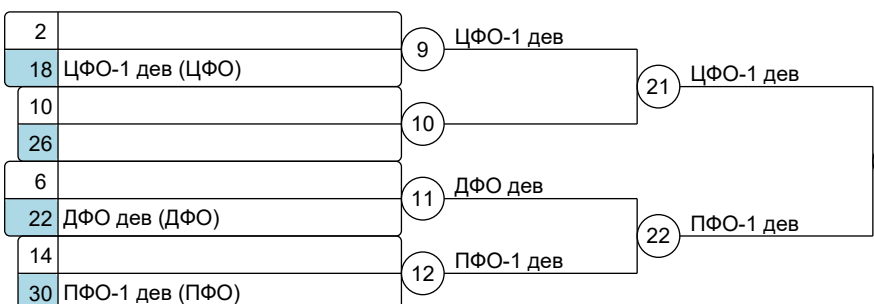 2
9
ЦФО-1 дев
18 ЦФО-1 дев (ЦФО)
21
ЦФО-1 дев
10
10
26
6
11
ДФО дев
22 ДФО дев (ДФО)
22
ПФО-1 дев
14
12
ПФО-1 дев
30 ПФО-1 дев (ПФО)